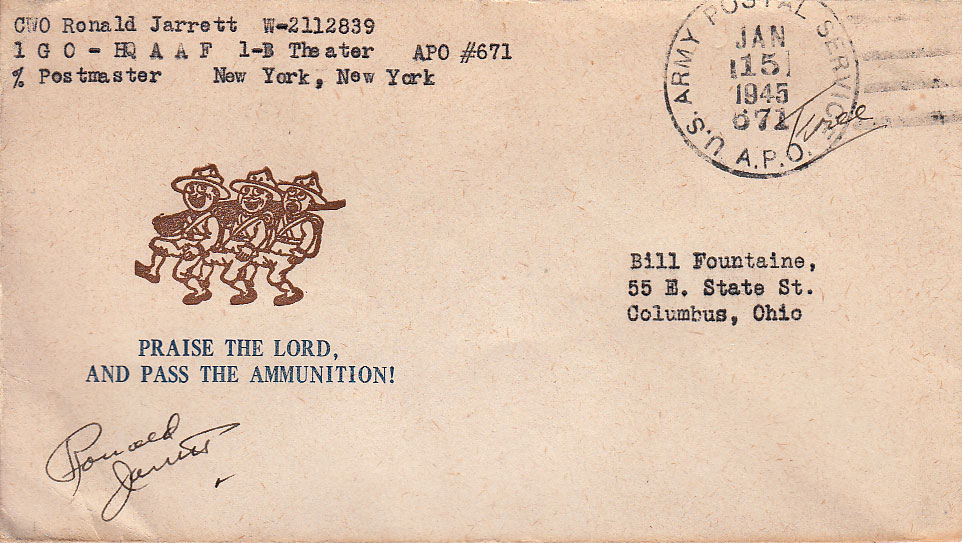 CWO Ronald Jarrett W-2112839
1 G O - HQ A A F 1-B Theater APO #671
% Postmaster New York, New York
U.S. ARMY POSTAL SERVICE
JAN
15
1945
671
A.P.O.
Free
Bill Fountaine,
55 E. State St.
Columbus, Ohio
PRAISE THE LORD,
AND PASS THE AMMUNITION!
Ronald
Jarrett